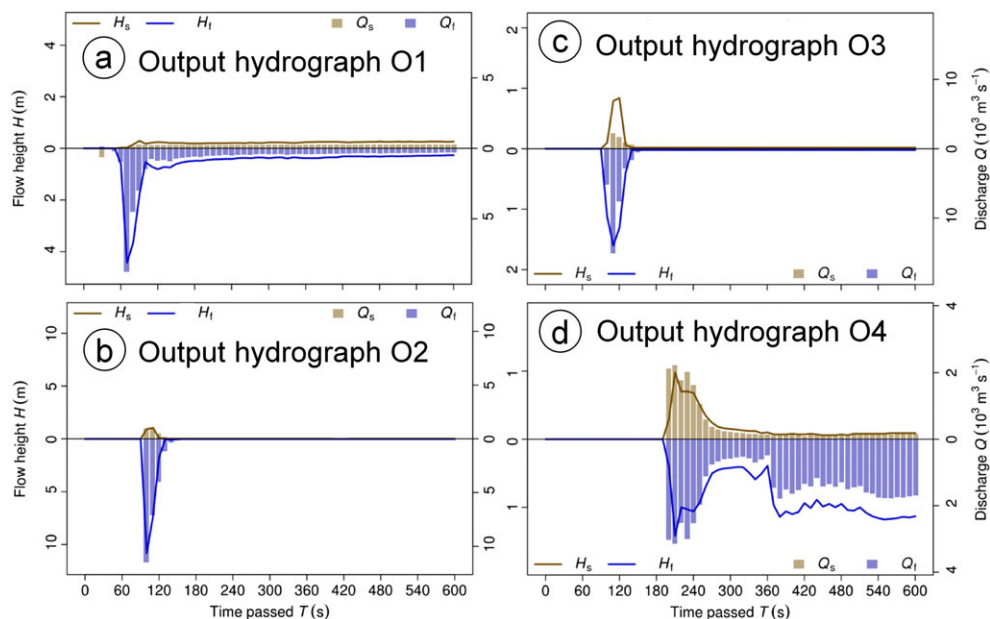 Hs Hf Qs Qf
a Output hydrograph O1
Flow height H (m)
4
2
0
2
4
5
0
5
b Output hydrograph O2
Hs Hf Qs Qf
Flow height H (m)
10
5
0
5
10
10
5
0
5
10
0 60 120 180 240 300 360 420 480 540 600
Time passed T (s)
c Output hydrograph O3
2
1
0
1
2
10
0
10
Discharge Q (10³ m³ s⁻¹)
Hs Hf Qs Qf
d Output hydrograph O4
1
0
1
4
2
0
2
4
Discharge Q (10³ m³ s⁻¹)
Hs Hf Qs Qf
0 60 120 180 240 300 360 420 480 540 600
Time passed T (s)